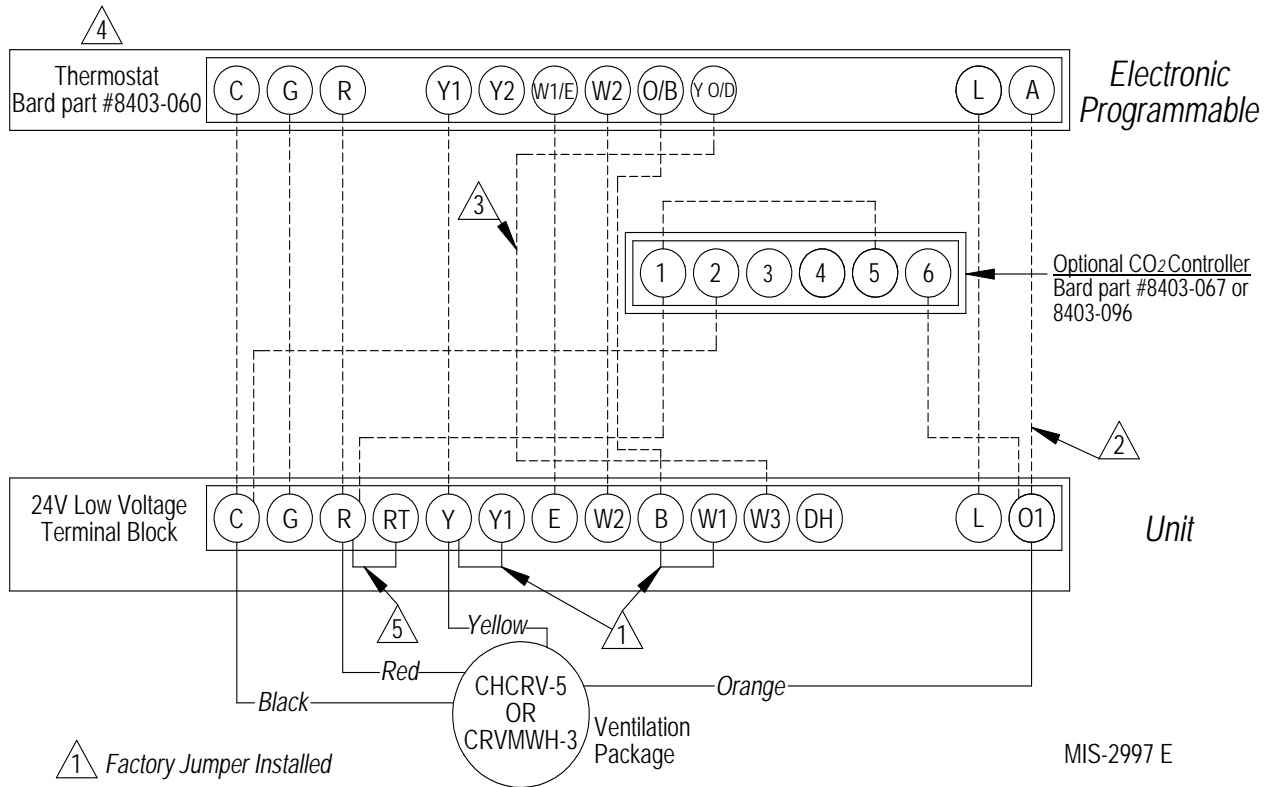 4
Thermostat
Bard part #8403-060
C G R Y1 Y2 W1/E W2 O/B Y O/D L A
Electronic
Programmable
3
1 2 3 4 5 6
Optional CO2 Controller
Bard part #8403-067 or
8403-096
2
24V Low Voltage
Terminal Block
C G R RT Y Y1 E W2 B W1 W3 DH L O1
Unit
5
1
Yellow
Red
Black
Orange
CHCRV-5
OR
CRVMWH-3
Ventilation
Package
1 Factory Jumper Installed
MIS-2997 E